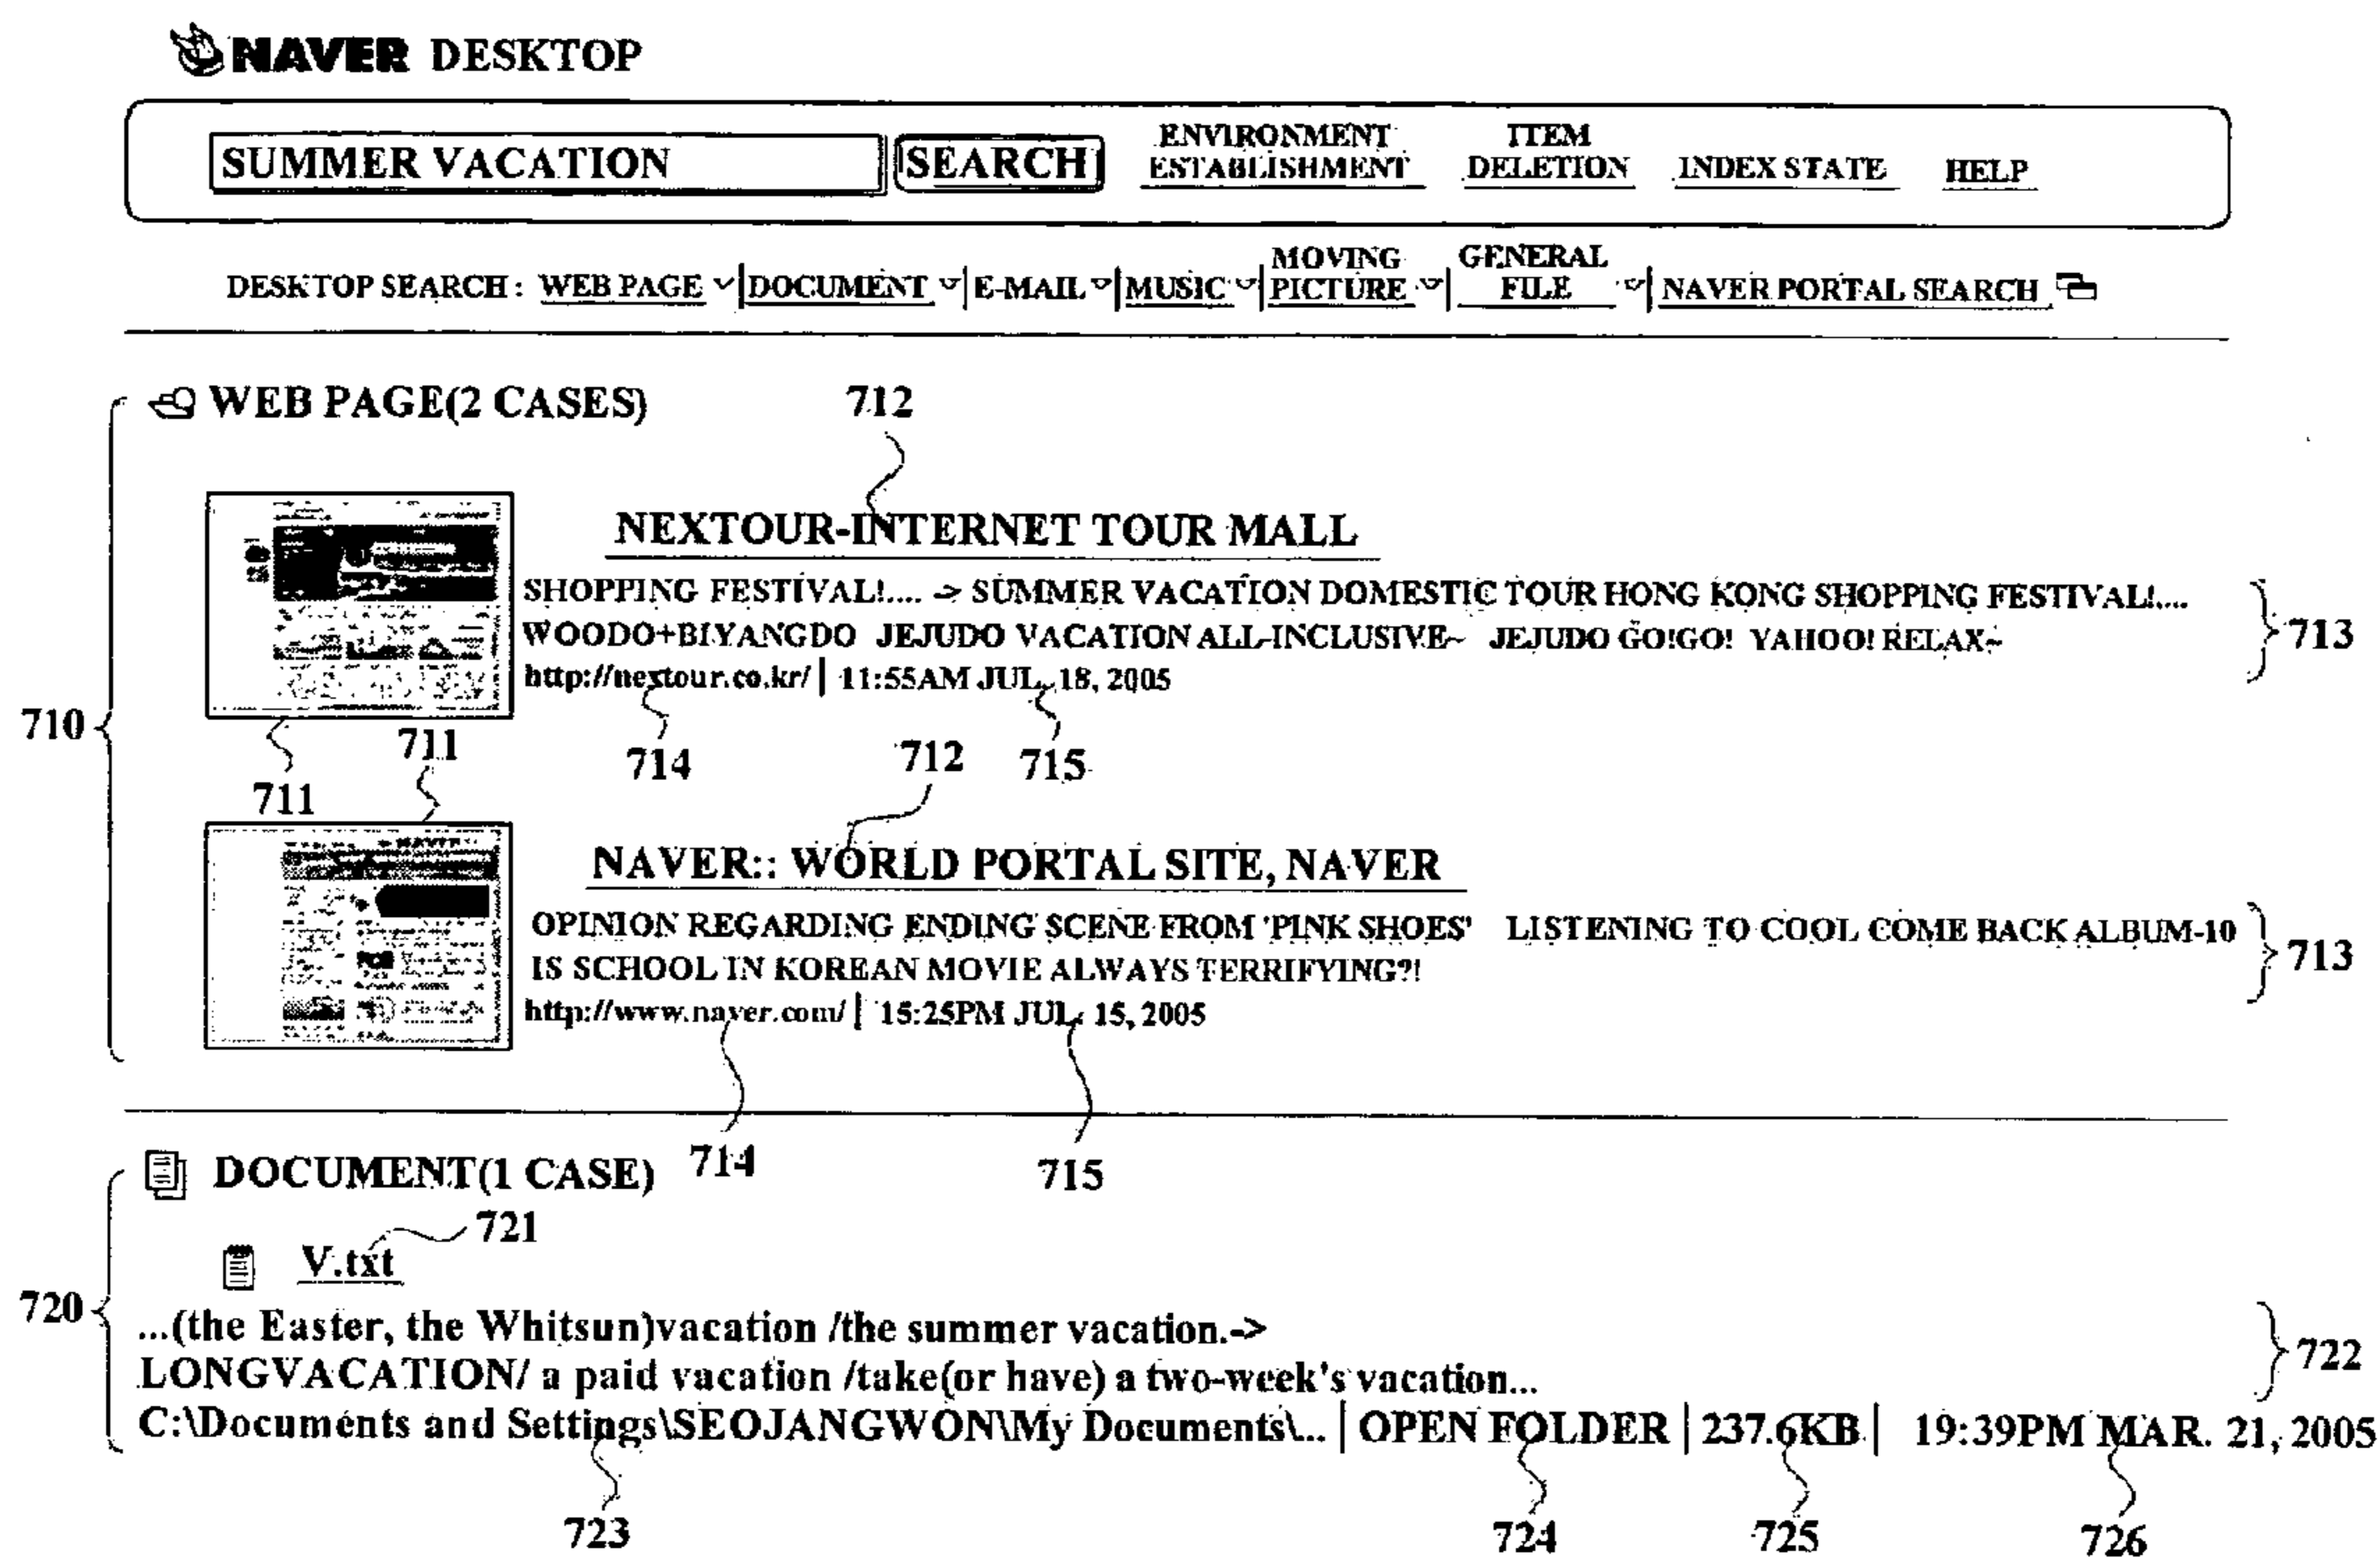 NAVER DESKTOP
SUMMER VACATION SEARCH ENVIRONMENT ESTABLISHMENT ITEM DELETION INDEX STATE HELP
DESKTOP SEARCH : WEB PAGE DOCUMENT E-MAIL MUSIC MOVING PICTURE GENERAL FILE NAVER PORTAL SEARCH
WEB PAGE(2 CASES)
712
NEXTOUR-INTERNET TOUR MALL
SHOPPING FESTIVAL!.... -> SUMMER VACATION DOMESTIC TOUR HONG KONG SHOPPING FESTIVAL!....
WOODO+BIYANGDO JEJUDO VACATION ALL-INCLUSIVE~ JEJUDO GO!GO! YAHOO! RELAX~
713
http://nextour.co.kr/ | 11:55AM JUL. 18, 2005
710
711
711
714
712
715
NAVER:: WORLD PORTAL SITE, NAVER
OPINION REGARDING ENDING SCENE FROM 'PINK SHOES' LISTENING TO COOL COME BACK ALBUM-10
IS SCHOOL IN KOREAN MOVIE ALWAYS TERRIFYING?!
713
http://www.naver.com/ | 15:25PM JUL. 15, 2005
714
715
DOCUMENT(1 CASE)
721
V.txt
720
...(the Easter, the Whitsun)vacation /the summer vacation.->
LONGVACATION/ a paid vacation /take(or have) a two-week's vacation...
722
C:\Documents and Settings\SEOJANGWON\My Documents\... | OPEN FOLDER | 237.6KB | 19:39PM MAR. 21, 2005
723
724
725
726